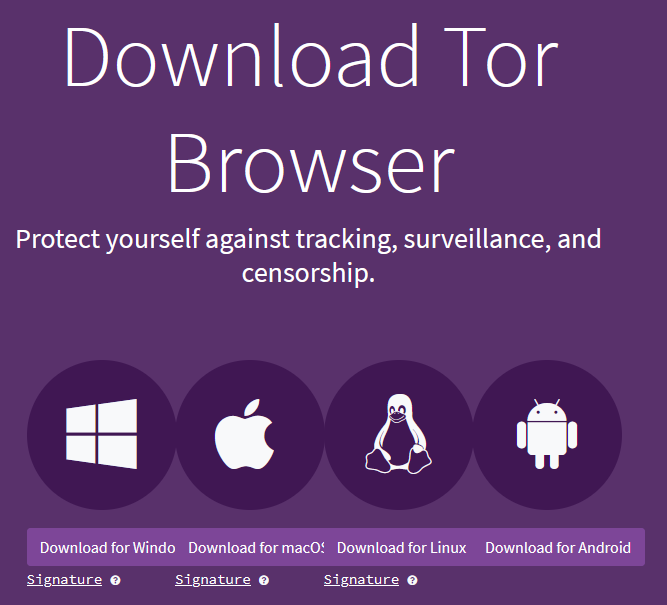 Download Tor
Browser
Protect yourself against tracking, surveillance, and
censorship.
Download for Windo
Download for macOS
Download for Linux
Download for Android
Signature ?
Signature ?
Signature ?